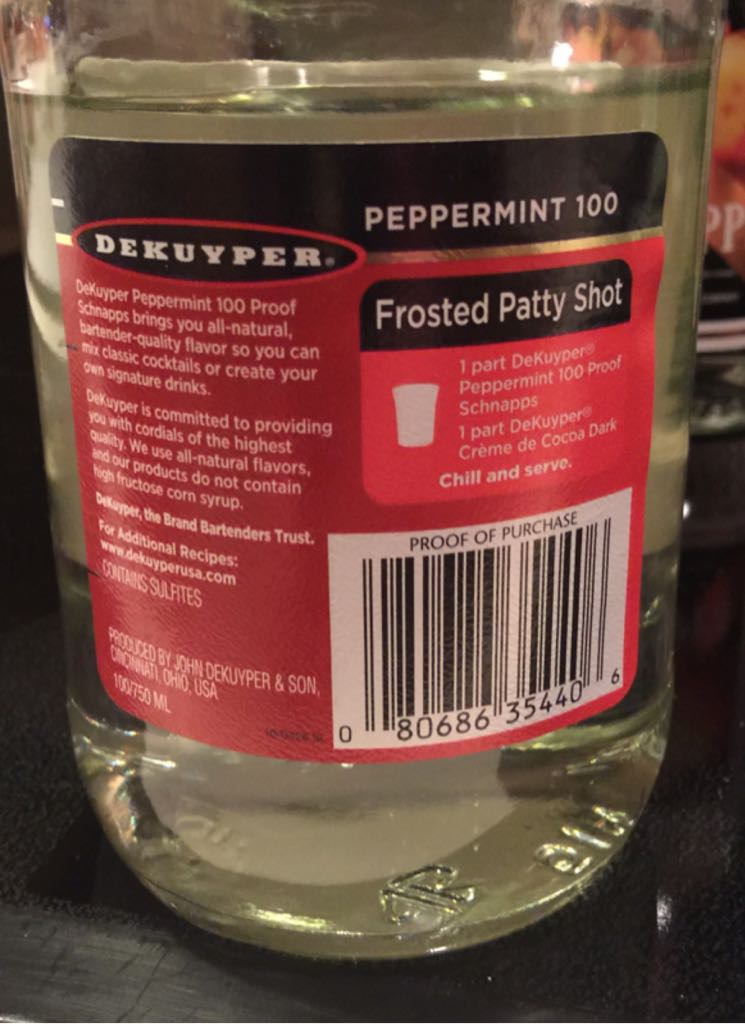 PEPPERMINT 100
DEKUYPER®
DeKuyper Peppermint 100 Proof
Schnapps brings you all-natural,
bartender-quality flavor so you can
mix classic cocktails or create your
own signature drinks.
DeKuyper is committed to providing
you with cordials of the highest
quality. We use all-natural flavors,
and our products do not contain
high fructose corn syrup.
DeKuyper, the Brand Bartenders Trust.
For Additional Recipes:
www.dekuyperusa.com
CONTAINS SULFITES
PRODUCED BY JOHN DEKUYPER & SON,
CINCINNATI, OHIO, USA
100/750 ML
Frosted Patty Shot
1 part DeKuyper®
Peppermint 100 Proof
Schnapps
1 part DeKuyper®
Crème de Cocoa Dark
Chill and serve.
PROOF OF PURCHASE
0 80686 35440 6